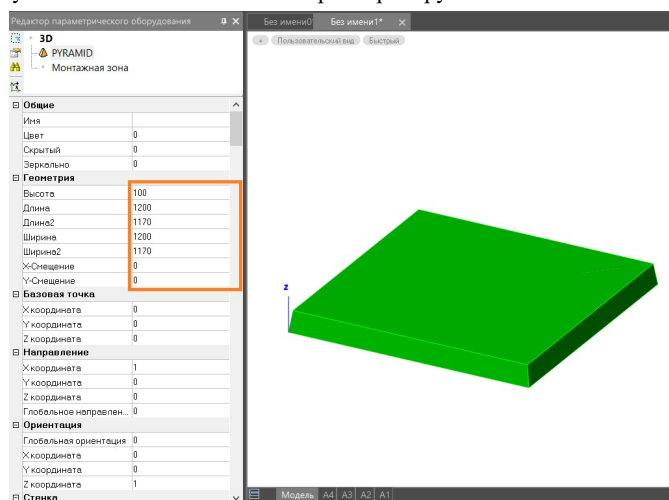 Редактор параметрического оборудования
Без имени0
Без имени1*
3D
PYRAMID
Монтажная зона
+ Пользовательский вид Быстрый
Общие
Имя
Цвет 0
Скрытый 0
Зеркально 0
Геометрия
Высота 100
Длина 1200
Длина2 1170
Ширина 1200
Ширина2 1170
X-Смещение 0
Y-Смещение 0
Базовая точка
X координата 0
Y координата 0
Z координата 0
Направление
X координата 1
Y координата 0
Z координата 0
Глобальное направлен... 0
Ориентация
Глобальная ориентация 0
X координата 0
Y координата 0
Z координата 1
Стенка
z
Модель A4 A3 A2 A1